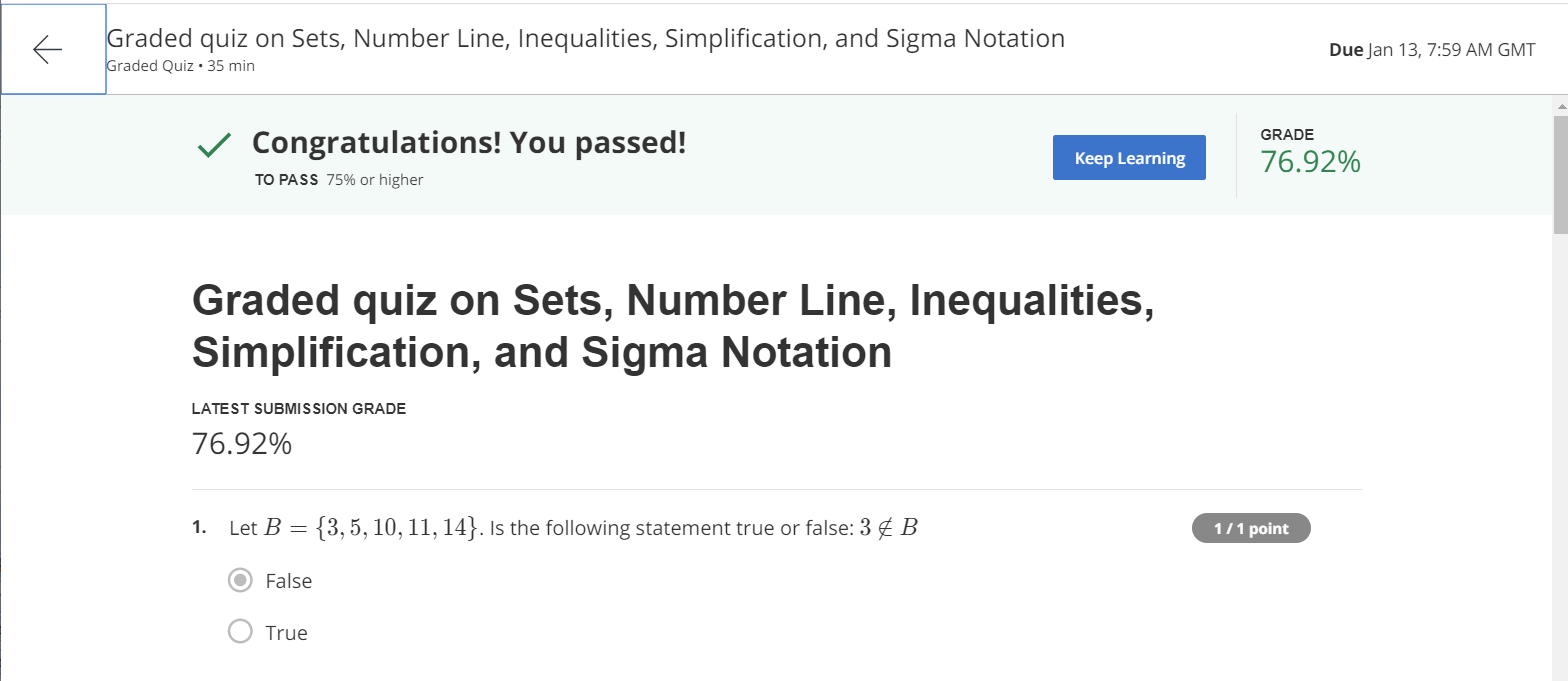 Graded quiz on Sets, Number Line, Inequalities, Simplification, and Sigma Notation
Graded Quiz • 35 min
Due Jan 13, 7:59 AM GMT
Congratulations! You passed!
TO PASS 75% or higher
Keep Learning
GRADE
76.92%
Graded quiz on Sets, Number Line, Inequalities,
Simplification, and Sigma Notation
LATEST SUBMISSION GRADE
76.92%
1. Let B = {3, 5, 10, 11, 14}. Is the following statement true or false: 3 ∉ B
1 / 1 point
False
True